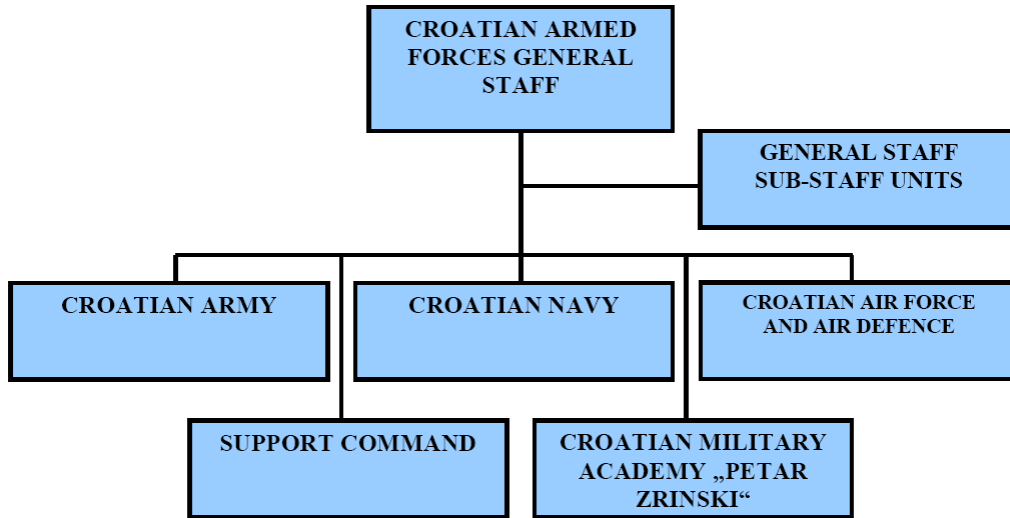 CROATIAN ARMED
FORCES GENERAL
STAFF
GENERAL STAFF
SUB-STAFF UNITS
CROATIAN ARMY
CROATIAN NAVY
CROATIAN AIR FORCE
AND AIR DEFENCE
SUPPORT COMMAND
CROATIAN MILITARY
ACADEMY „PETAR
ZRINSKI“